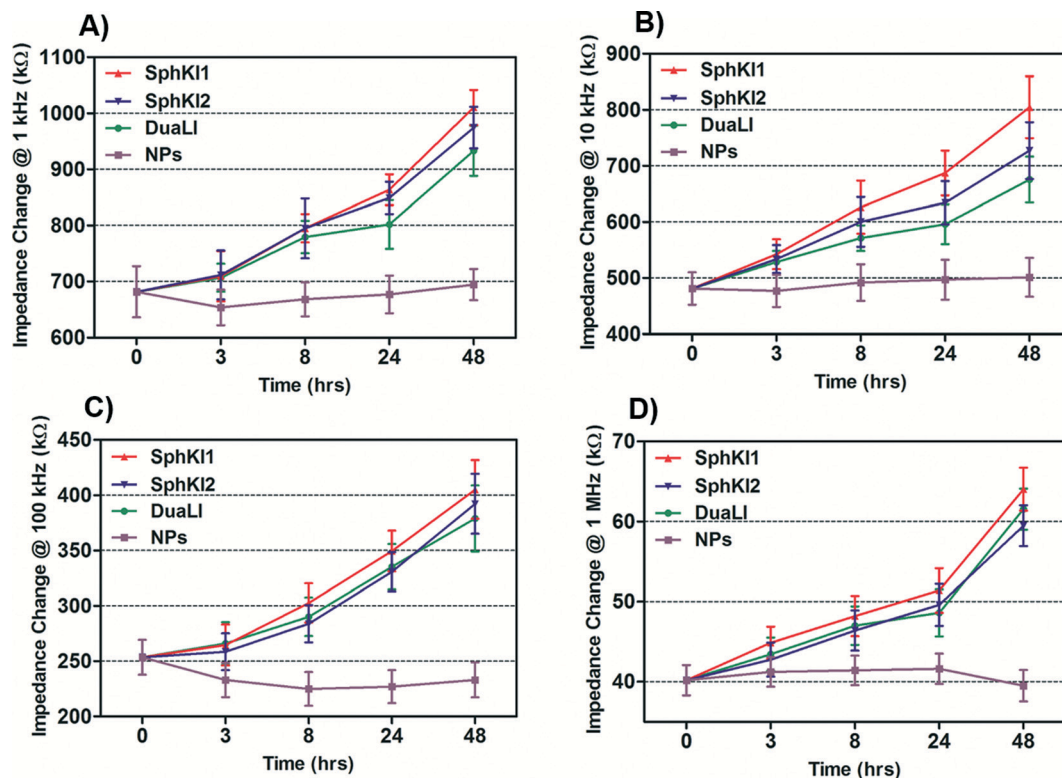 A)
Impedance Change @ 1 kHz (kΩ)
1100
1000
900
800
700
600
SphKI1
SphKI2
DuaLI
NPs
0 3 8 24 48
Time (hrs)
B)
Impedance Change @ 10 kHz (kΩ)
900
800
700
600
500
400
SphKI1
SphKI2
DuaLI
NPs
0 3 8 24 48
Time (hrs)
C)
Impedance Change @ 100 kHz (kΩ)
450
400
350
300
250
200
SphKI1
SphKI2
DuaLI
NPs
0 3 8 24 48
Time (hrs)
D)
Impedance Change @ 1 MHz (kΩ)
70
60
50
40
SphKI1
SphKI2
DuaLI
NPs
0 3 8 24 48
Time (hrs)